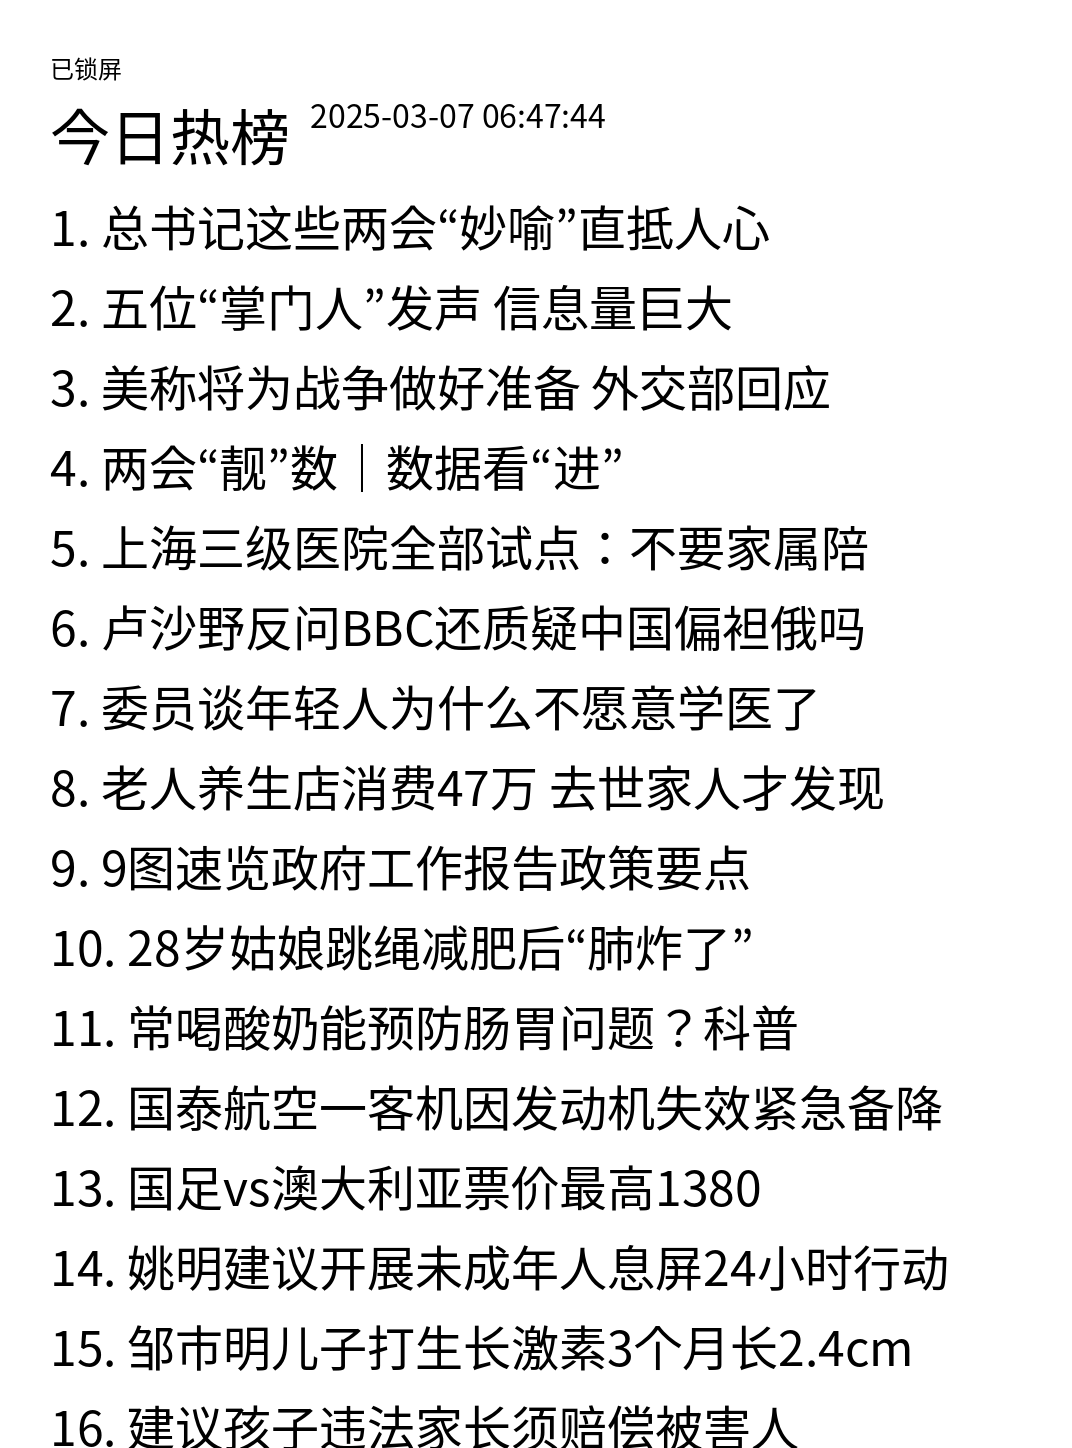 已锁屏
今日热榜 2025-03-07 06:47:44
1. 总书记这些两会“妙喻”直抵人心
2. 五位“掌门人”发声 信息量巨大
3. 美称将为战争做好准备 外交部回应
4. 两会“靓”数｜数据看“进”
5. 上海三级医院全部试点：不要家属陪
6. 卢沙野反问BBC还质疑中国偏袒俄吗
7. 委员谈年轻人为什么不愿意学医了
8. 老人养生店消费47万 去世家人才发现
9. 9图速览政府工作报告政策要点
10. 28岁姑娘跳绳减肥后“肺炸了”
11. 常喝酸奶能预防肠胃问题？科普
12. 国泰航空一客机因发动机失效紧急备降
13. 国足vs澳大利亚票价最高1380
14. 姚明建议开展未成年人息屏24小时行动
15. 邹市明儿子打生长激素3个月长2.4cm
16. 建议孩子违法家长须赔偿被害人